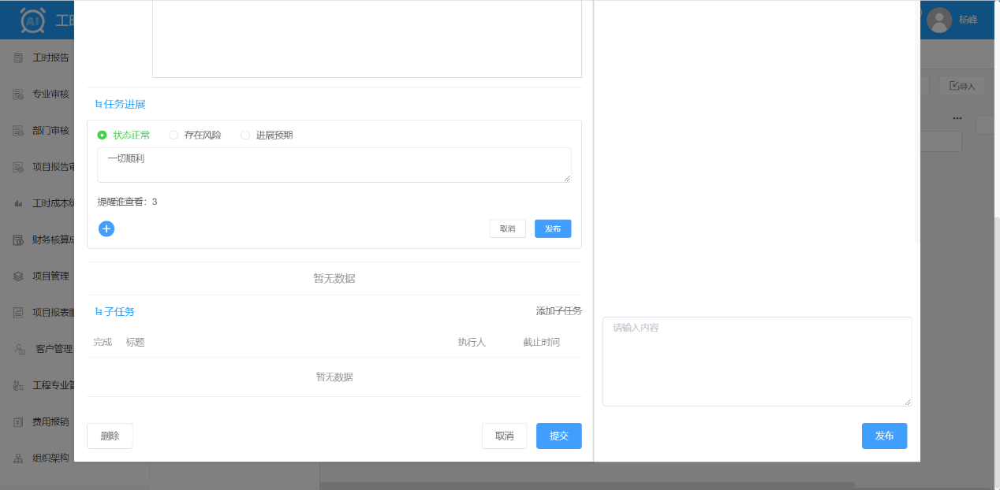 AI 工时
杨峰
工时报告
专业审核
部门审核
项目报告审
工时成本统
财务核算成
项目管理
项目报表服
客户管理
工程专业管
费用报销
组织架构
导入
任务进展
状态正常 存在风险 进展预期
一切顺利
提醒谁查看：3
取消 发布
暂无数据
子任务 添加子任务
完成 标题 执行人 截止时间
暂无数据
删除 取消 提交
请输入内容
发布